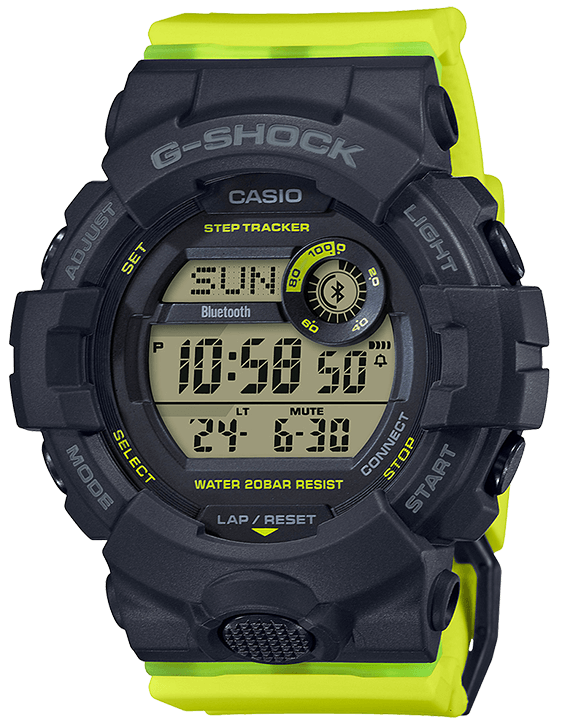 G-SHOCK
CASIO
STEP TRACKER
ADJUST
SET
LIGHT
100 0
80 20
60 40
SUN
Bluetooth
P
10:58 50
LT MUTE
'24- 6-30
CONNECT
SELECT
STOP
MODE
START
WATER 20BAR RESIST
LAP / RESET